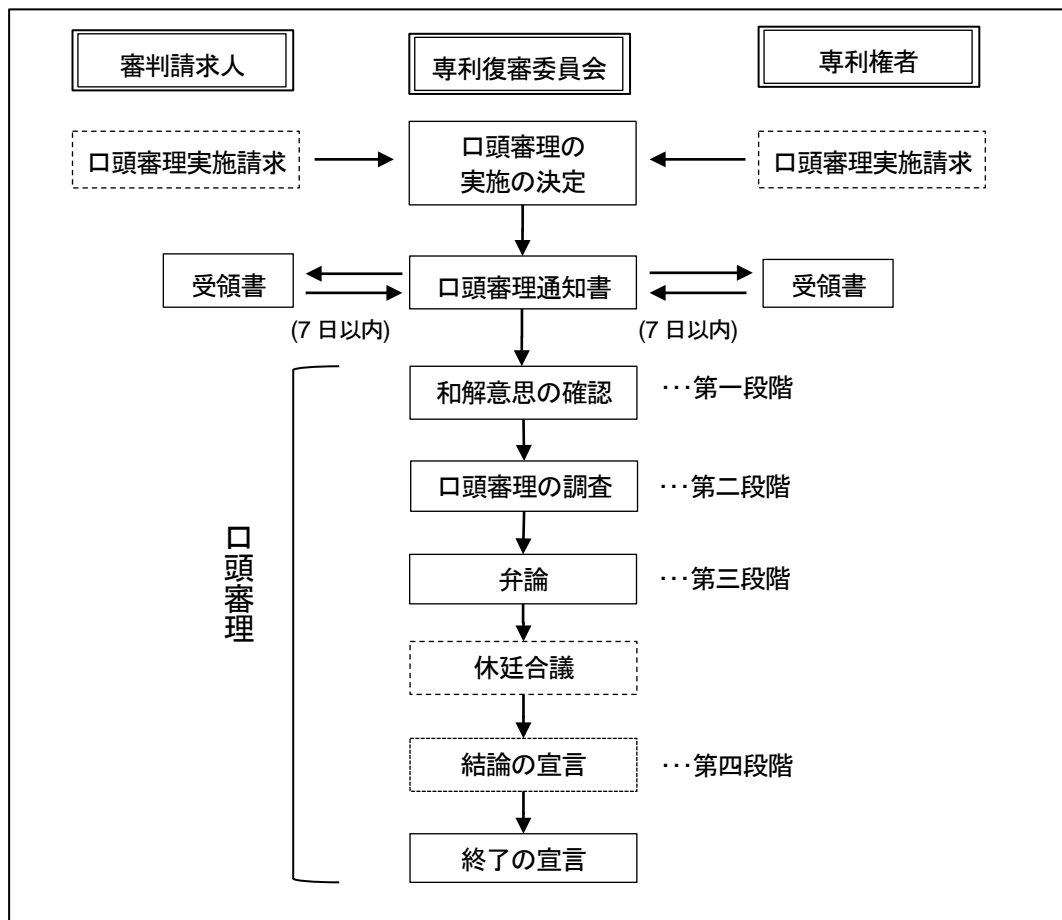 審判請求人
専利復審委員会
専利権者
口頭審理実施請求
口頭審理の
実施の決定
口頭審理実施請求
受領書
口頭審理通知書
受領書
(7 日以内)
(7 日以内)
和解意思の確認
…第一段階
口頭審理の調査
…第二段階
口頭審理
弁論
…第三段階
休廷合議
結論の宣言
…第四段階
終了の宣言